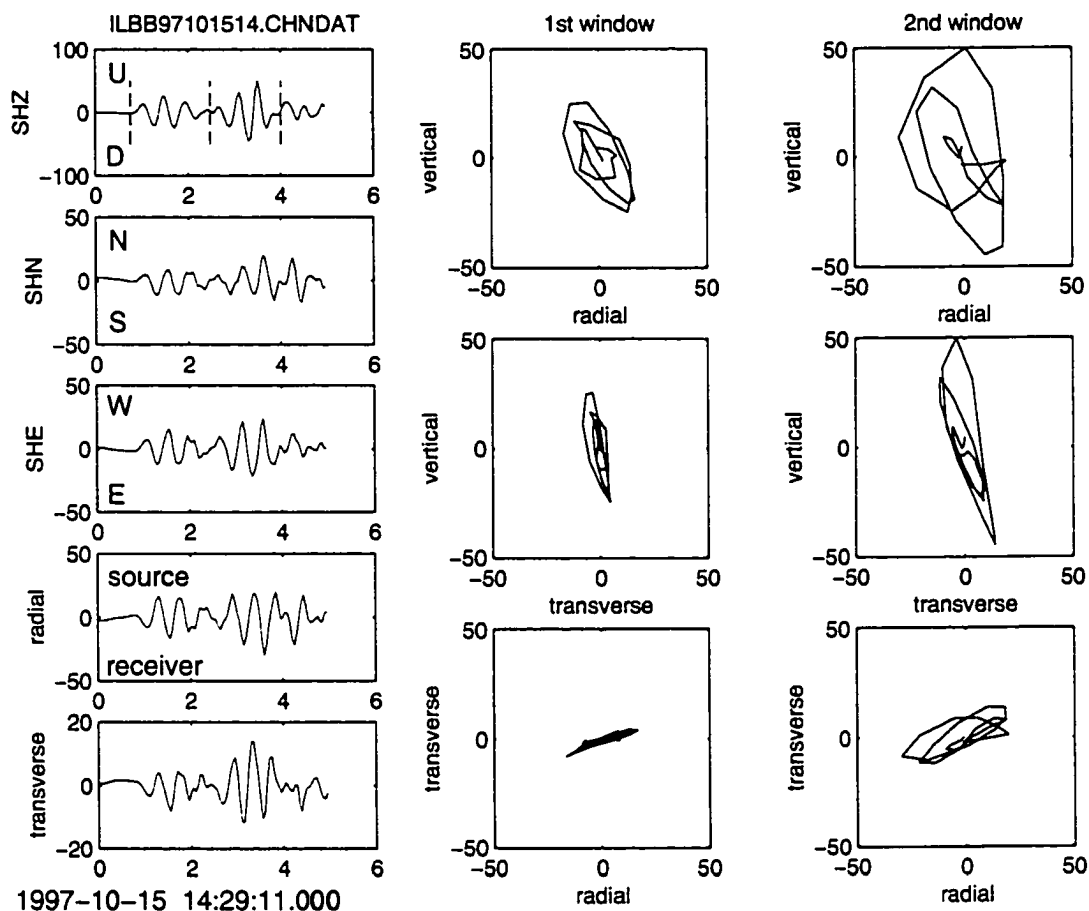 ILBB97101514.CHNDAT
100
0
-100
SHZ
U
D
0 2 4 6
50
0
-50
SHN
N
S
0 2 4 6
50
0
-50
SHE
W
E
0 2 4 6
50
0
-50
radial
source
receiver
0 2 4 6
20
0
-20
transverse
0 2 4 6
1997-10-15 14:29:11.000
1st window
50
0
-50
vertical
-50 0 50
radial
50
0
-50
vertical
-50 0 50
transverse
50
0
-50
transverse
-50 0 50
radial
2nd window
50
0
-50
vertical
-50 0 50
radial
50
0
-50
vertical
-50 0 50
transverse
50
0
-50
transverse
-50 0 50
radial